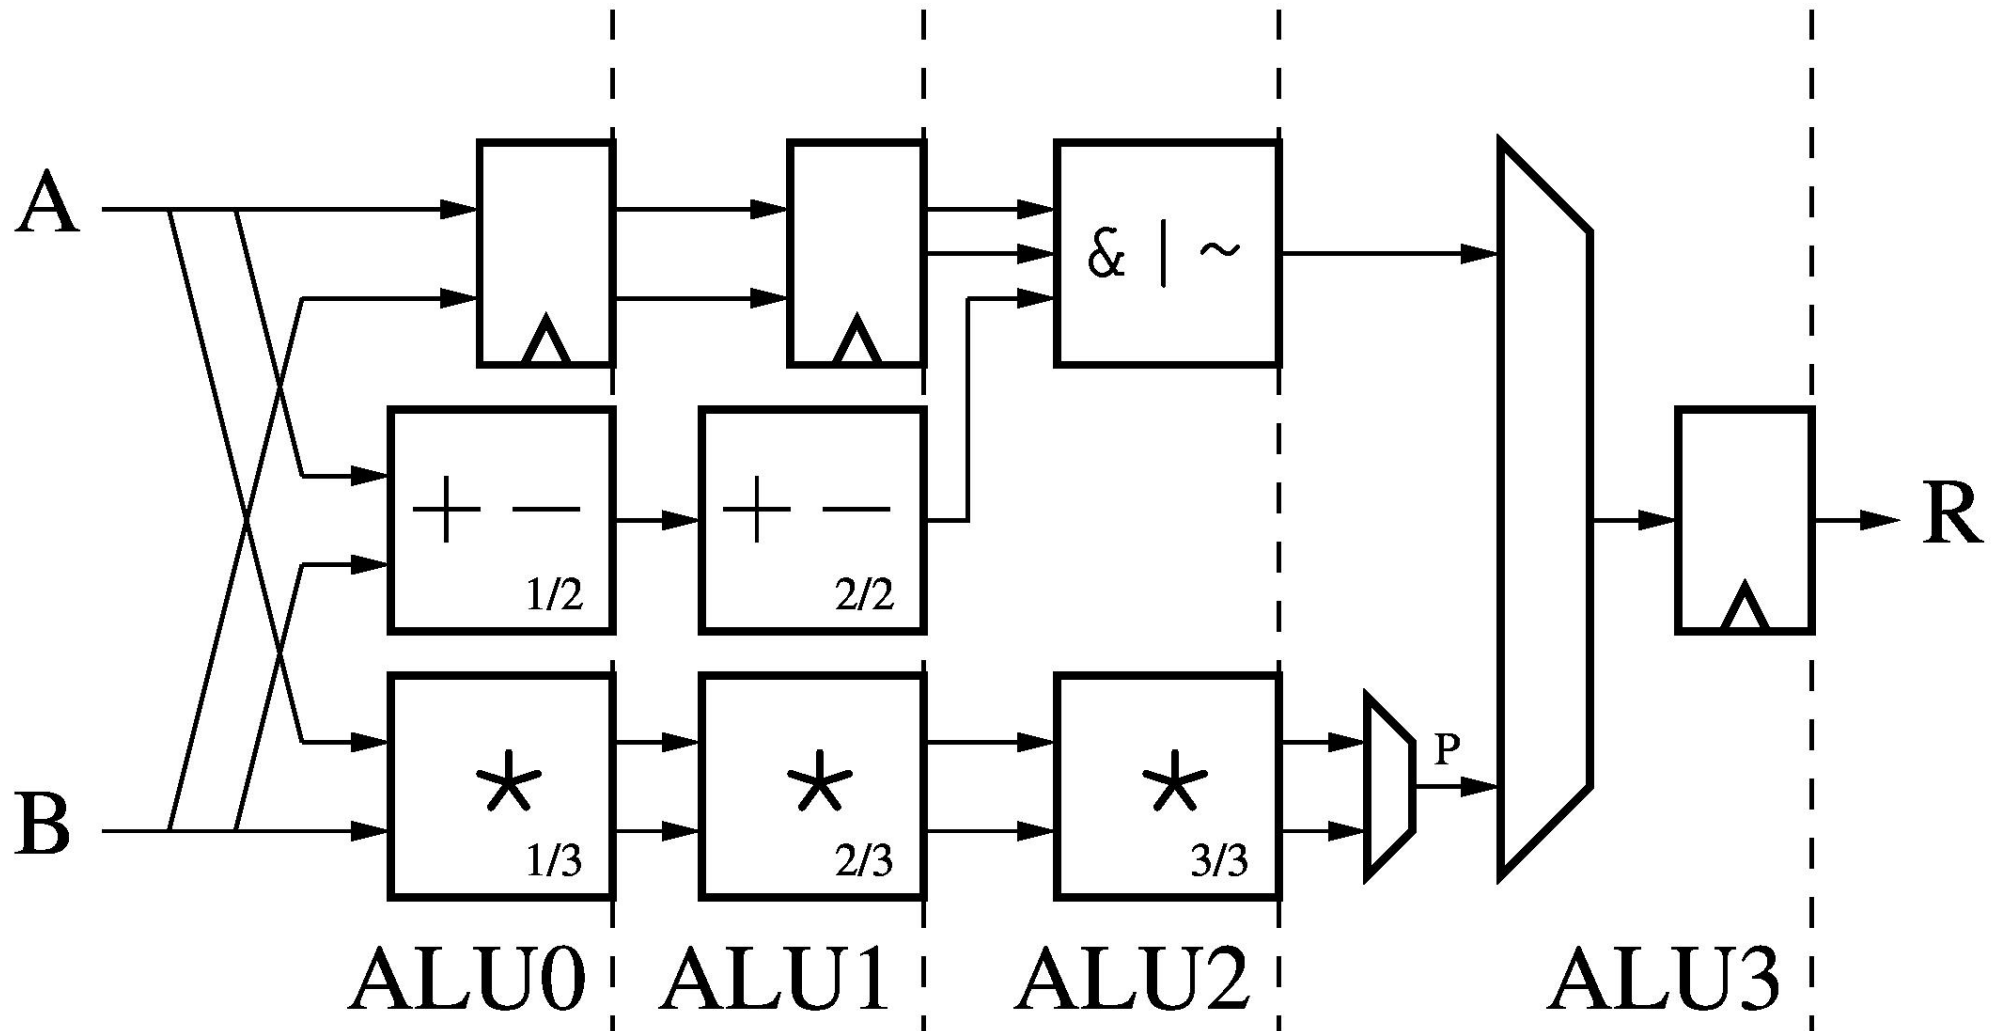 A
& | ~
+ −
1/2
+ −
2/2
R
P
*
1/3
*
2/3
*
3/3
B
ALU0 ALU1 ALU2 ALU3